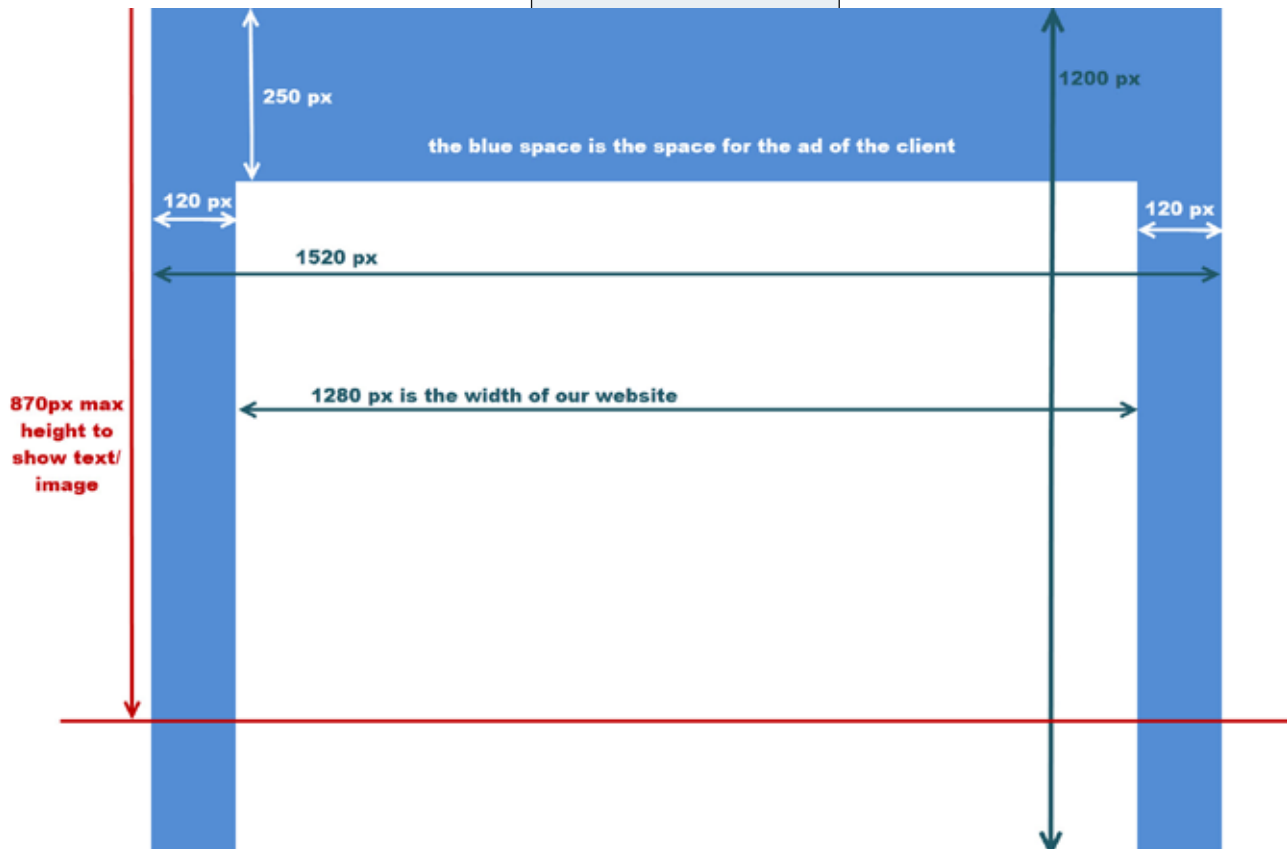 250 px
1200 px
the blue space is the space for the ad of the client
120 px
120 px
1520 px
1280 px is the width of our website
870px max
height to
show text/
image